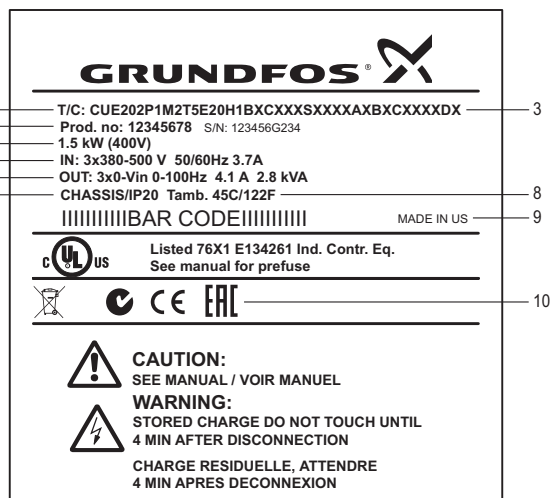 GRUNDFOS®
T/C: CUE202P1M2T5E20H1BXCXXXSXXXXAXBXCXXXXDX 3
Prod. no: 12345678 S/N: 123456G234
1.5 kW (400V)
IN: 3x380-500 V 50/60Hz 3.7A
OUT: 3x0-Vin 0-100Hz 4.1 A 2.8 kVA
CHASSIS/IP20 Tamb. 45C/122F 8
IIIIIIIIIIIBAR CODEIIIIIIIIIII MADE IN US 9
C UL US Listed 76X1 E134261 Ind. Contr. Eq.
See manual for prefuse
CE EAC 10
CAUTION:
SEE MANUAL / VOIR MANUEL
WARNING:
STORED CHARGE DO NOT TOUCH UNTIL
4 MIN AFTER DISCONNECTION
CHARGE RESIDUELLE, ATTENDRE
4 MIN APRES DECONNEXION